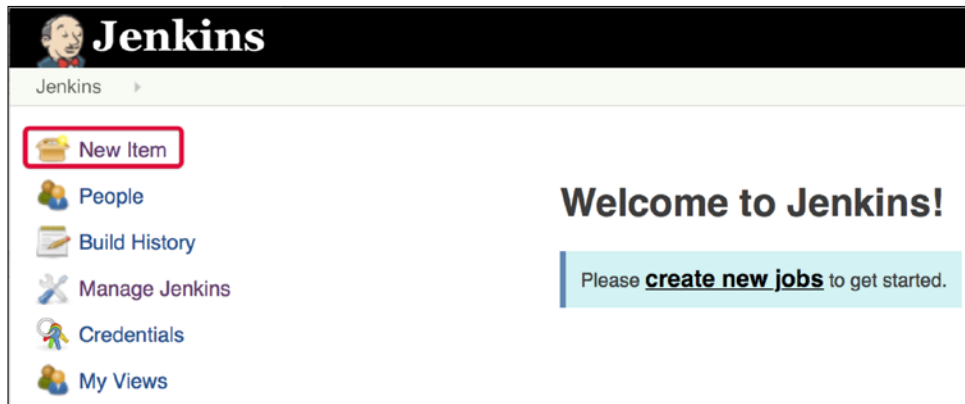 Jenkins
Jenkins
New Item
People
Build History
Manage Jenkins
Credentials
My Views
Welcome to Jenkins!
Please create new jobs to get started.